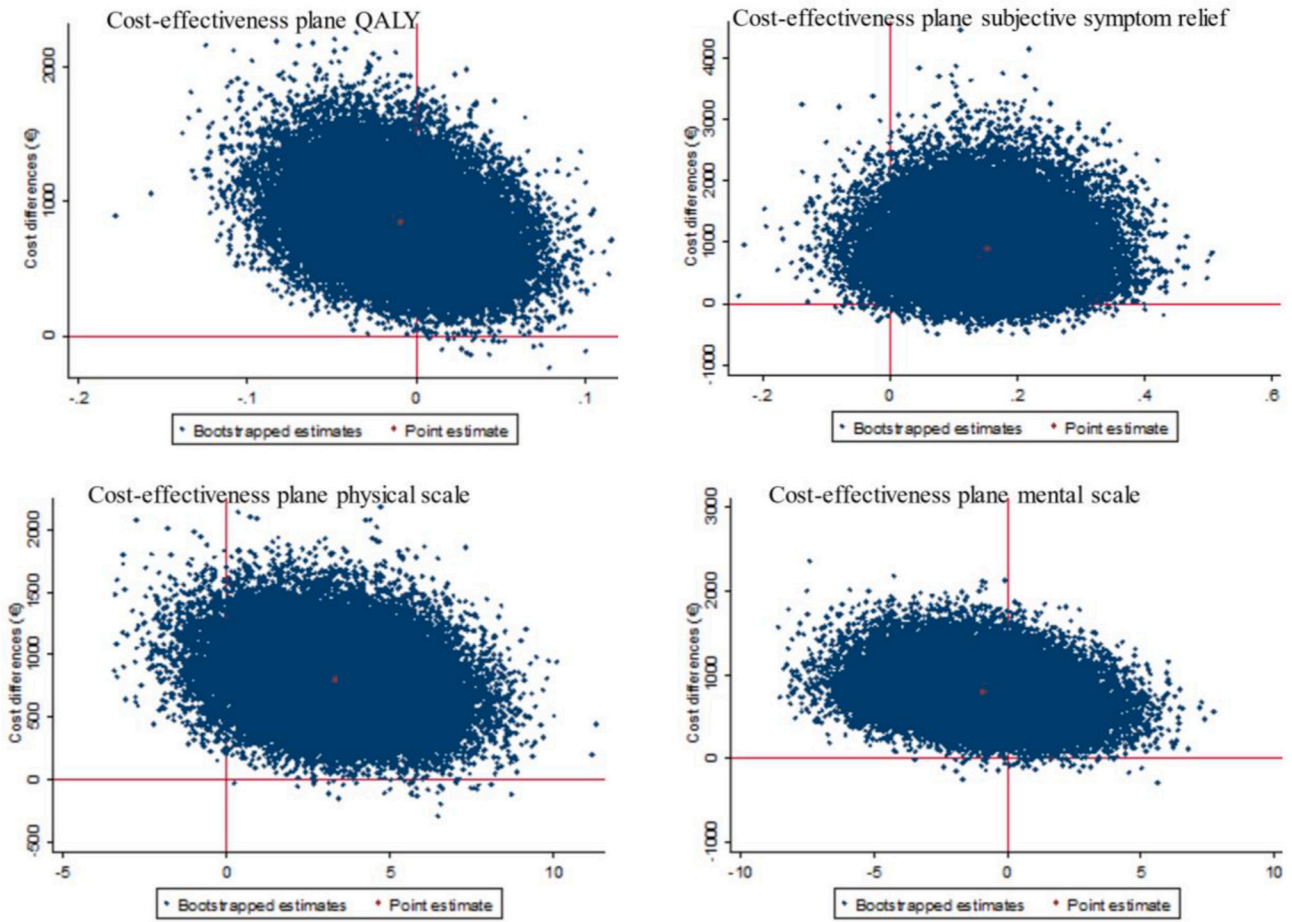 Cost-effectiveness plane QALY
Cost differences (€)
2000
1000
0
-.2
-.1
0
.1
Bootstrapped estimates
Point estimate
Cost-effectiveness plane subjective symptom relief
Cost differences (€)
4000
3000
2000
1000
0
-1000
-.2
0
.2
.4
.6
Bootstrapped estimates
Point estimate
Cost-effectiveness plane physical scale
Cost differences (€)
2000
1500
1000
500
0
-500
-5
0
5
10
Bootstrapped estimates
Point estimate
Cost-effectiveness plane mental scale
Cost differences (€)
3000
2000
1000
0
-1000
-10
-5
0
5
10
Bootstrapped estimates
Point estimate